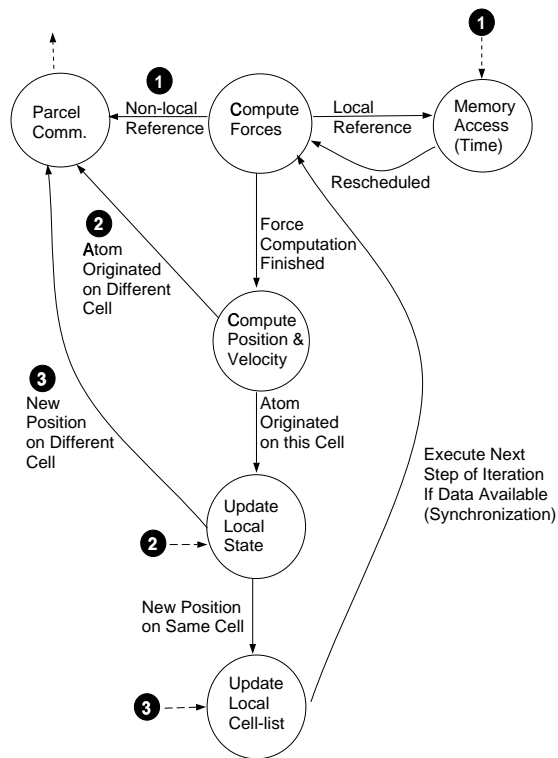 1
1
Parcel
Comm.
Non-local
Reference
Compute
Forces
Local
Reference
Memory
Access
(Time)
Rescheduled
2
Atom
Originated
on Different
Cell
Force
Computation
Finished
Compute
Position &
Velocity
3
New
Position
on Different
Cell
Atom
Originated
on this Cell
Execute Next
Step of Iteration
If Data Available
(Synchronization)
Update
Local
State
2
New Position
on Same Cell
Update
Local
Cell-list
3